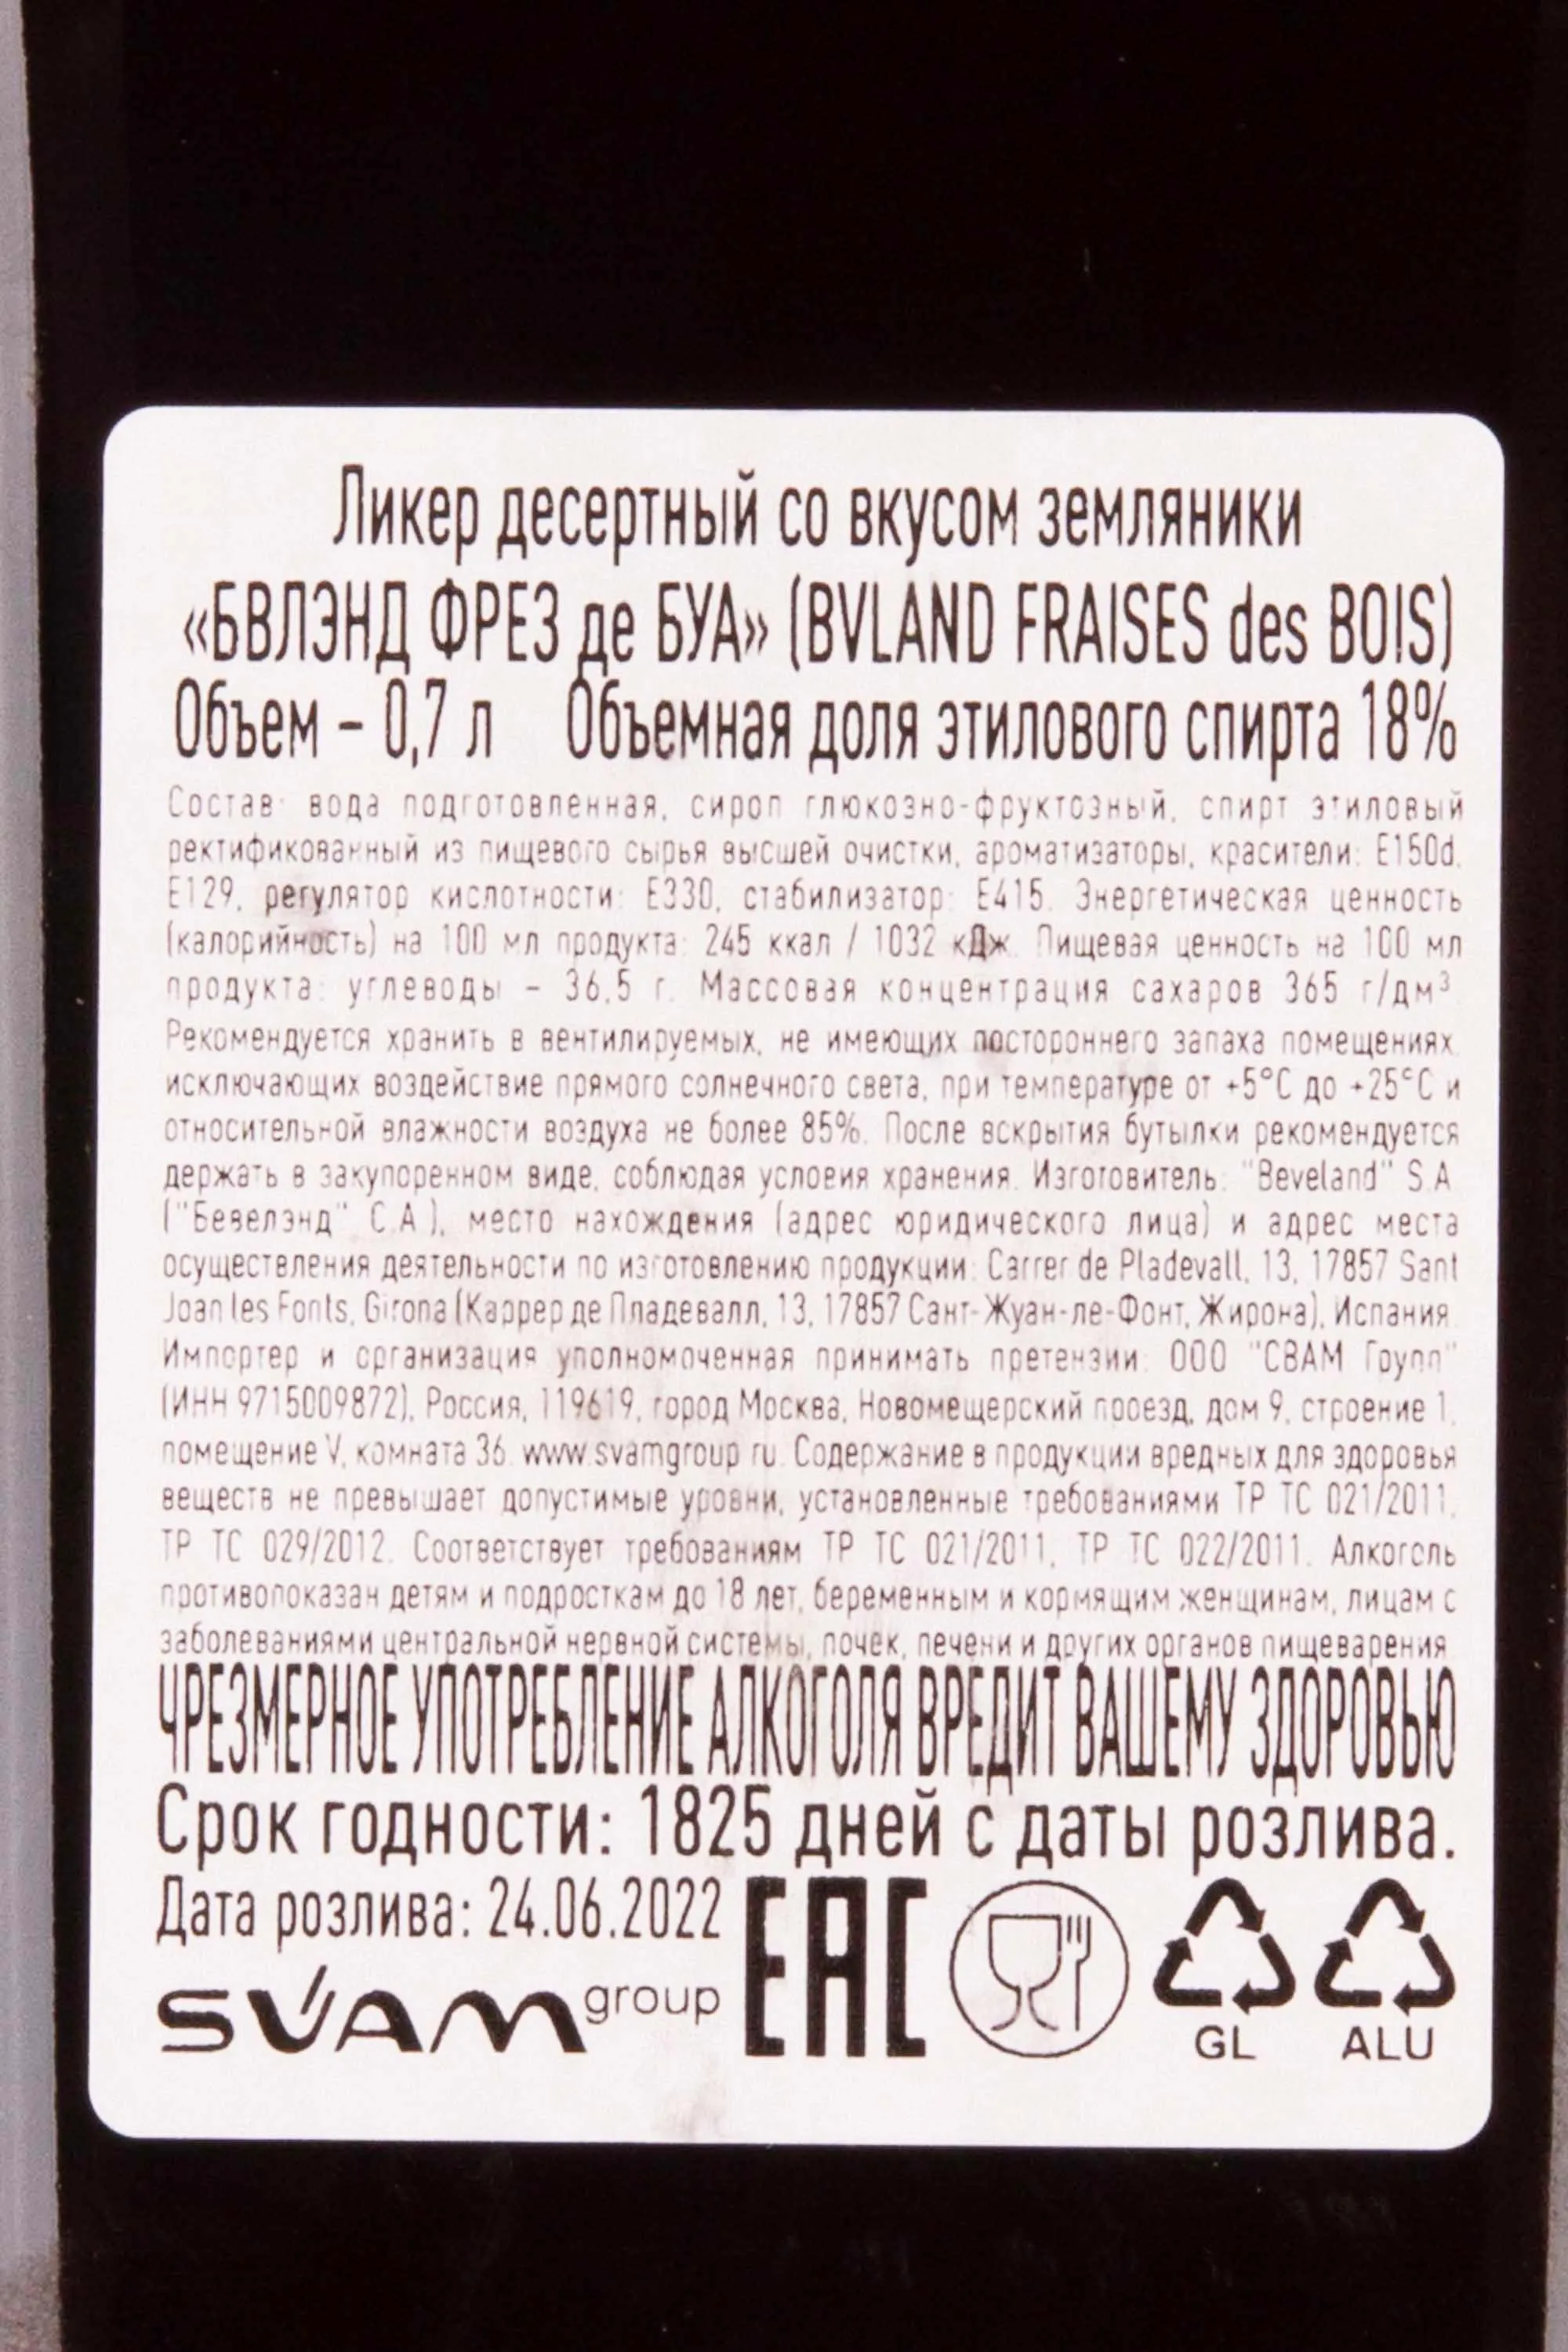 Ликер десертный со вкусом земляники
«БВЛЭНД ФРЕЗ де БУА» (BVLAND FRAISES des BOIS)
Объем – 0,7 л Объемная доля этилового спирта 18%
Состав: вода подготовленная, сироп глюкозно-фруктозный, спирт этиловый
ректификованный из пищевого сырья высшей очистки, ароматизаторы, красители: Е150d,
Е129, регулятор кислотности: Е330, стабилизатор: Е415. Энергетическая ценность
(калорийность) на 100 мл продукта: 245 ккал / 1032 кДж. Пищевая ценность на 100 мл
продукта: углеводы – 36,5 г. Массовая концентрация сахаров 365 г/дм³
Рекомендуется хранить в вентилируемых, не имеющих постороннего запаха помещениях,
исключающих воздействие прямого солнечного света, при температуре от +5°С до +25°С и
относительной влажности воздуха не более 85%. После вскрытия бутылки рекомендуется
держать в закупоренном виде, соблюдая условия хранения. Изготовитель: "Beveland" S.A.
("Бевелэнд" С.А.), место нахождения (адрес юридического лица) и адрес места
осуществления деятельности по изготовлению продукции: Carrer de Pladevall, 13, 17857 Sant
Joan les Fonts, Girona (Каррер де Пладевалл, 13, 17857 Сант-Жуан-ле-Фонт, Жирона), Испания.
Импортер и организация уполномоченная принимать претензии: ООО "СВАМ Групп"
(ИНН 9715009872), Россия, 119619, город Москва, Новомещерский проезд, дом 9, строение 1,
помещение V, комната 36. www.svamgroup.ru. Содержание в продукции вредных для здоровья
веществ не превышает допустимые уровни, установленные требованиями ТР ТС 021/2011,
ТР ТС 029/2012. Соответствует требованиям ТР ТС 021/2011, ТР ТС 022/2011. Алкоголь
противопоказан детям и подросткам до 18 лет, беременным и кормящим женщинам, лицам с
заболеваниями центральной нервной системы, почек, печени и других органов пищеварения.
ЧРЕЗМЕРНОЕ УПОТРЕБЛЕНИЕ АЛКОГОЛЯ ВРЕДИТ ВАШЕМУ ЗДОРОВЬЮ
Срок годности: 1825 дней с даты розлива.
Дата розлива: 24.06.2022
SVAM group EAC
GL ALU